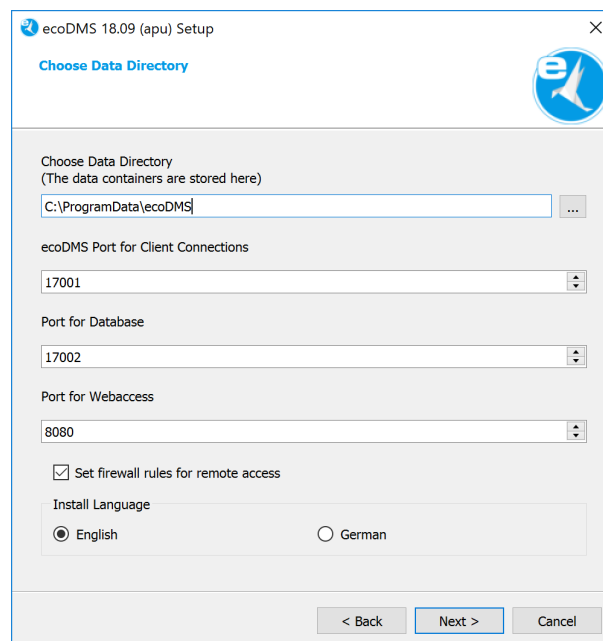 ecoDMS 18.09 (apu) Setup
Choose Data Directory
e
Choose Data Directory
(The data containers are stored here)
C:\ProgramData\ecoDMS
...
ecoDMS Port for Client Connections
17001
Port for Database
17002
Port for Webaccess
8080
Set firewall rules for remote access
Install Language
English
German
< Back
Next >
Cancel